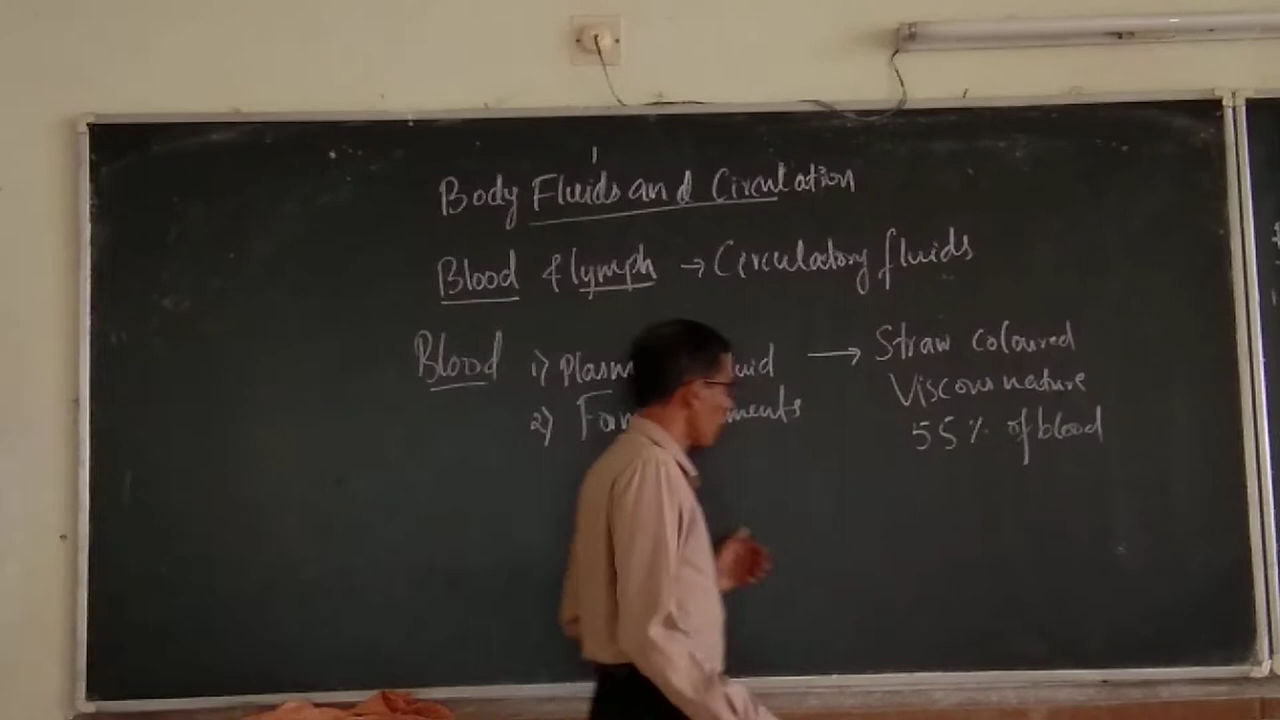 Body Fluids and Circulation
Blood & lymph → Circulatory fluids
Blood 1) Plasm uid → Straw coloured
Viscous nature
2) Form ments
55% of blood